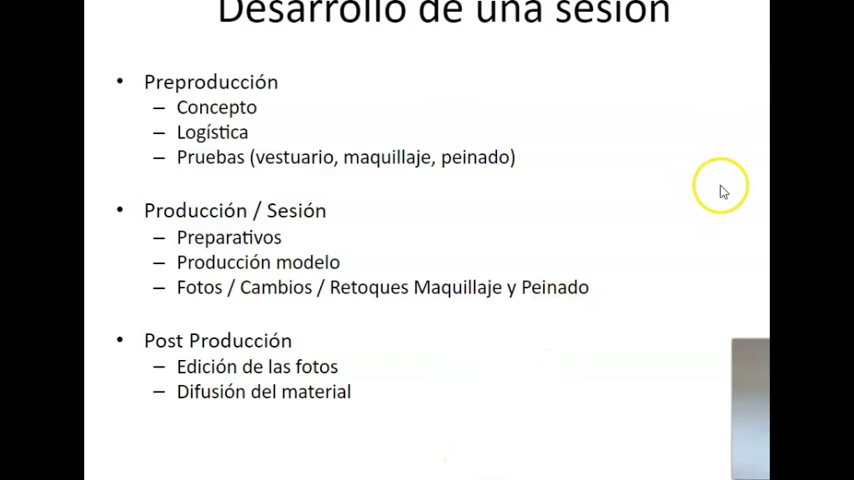 Desarrollo de una sesión
• Preproducción
– Concepto
– Logística
– Pruebas (vestuario, maquillaje, peinado)
• Producción / Sesión
– Preparativos
– Producción modelo
– Fotos / Cambios / Retoques Maquillaje y Peinado
• Post Producción
– Edición de las fotos
– Difusión del material